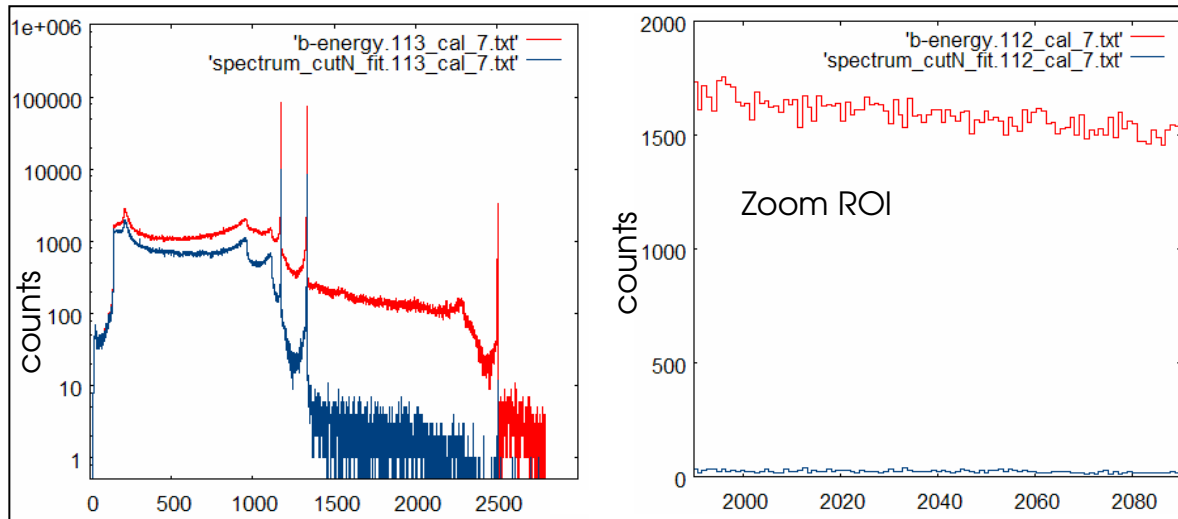 1e+006
100000
10000
1000
100
10
1
counts
'b-energy.113_cal_7.txt'
'spectrum_cutN_fit.113_cal_7.txt'
0 500 1000 1500 2000 2500
2000
1500
1000
500
0
counts
'b-energy.112_cal_7.txt'
'spectrum_cutN_fit.112_cal_7.txt'
Zoom ROI
2000 2020 2040 2060 2080